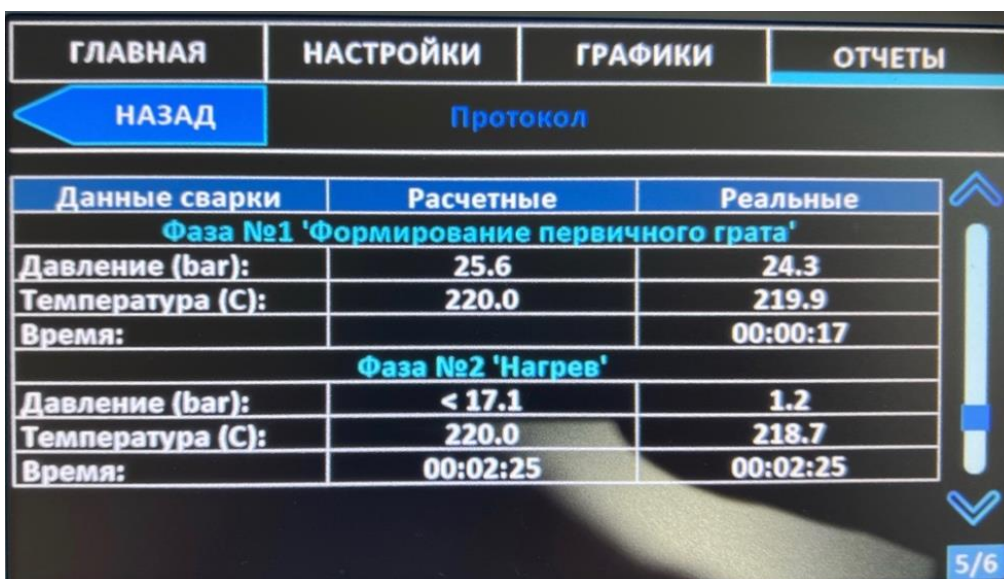 ГЛАВНАЯ НАСТРОЙКИ ГРАФИКИ ОТЧЕТЫ
НАЗАД Протокол
Данные сварки Расчетные Реальные
Фаза №1 'Формирование первичного грата'
Давление (bar): 25.6 24.3
Температура (С): 220.0 219.9
Время: 00:00:17
Фаза №2 'Нагрев'
Давление (bar): < 17.1 1.2
Температура (С): 220.0 218.7
Время: 00:02:25 00:02:25
5/6